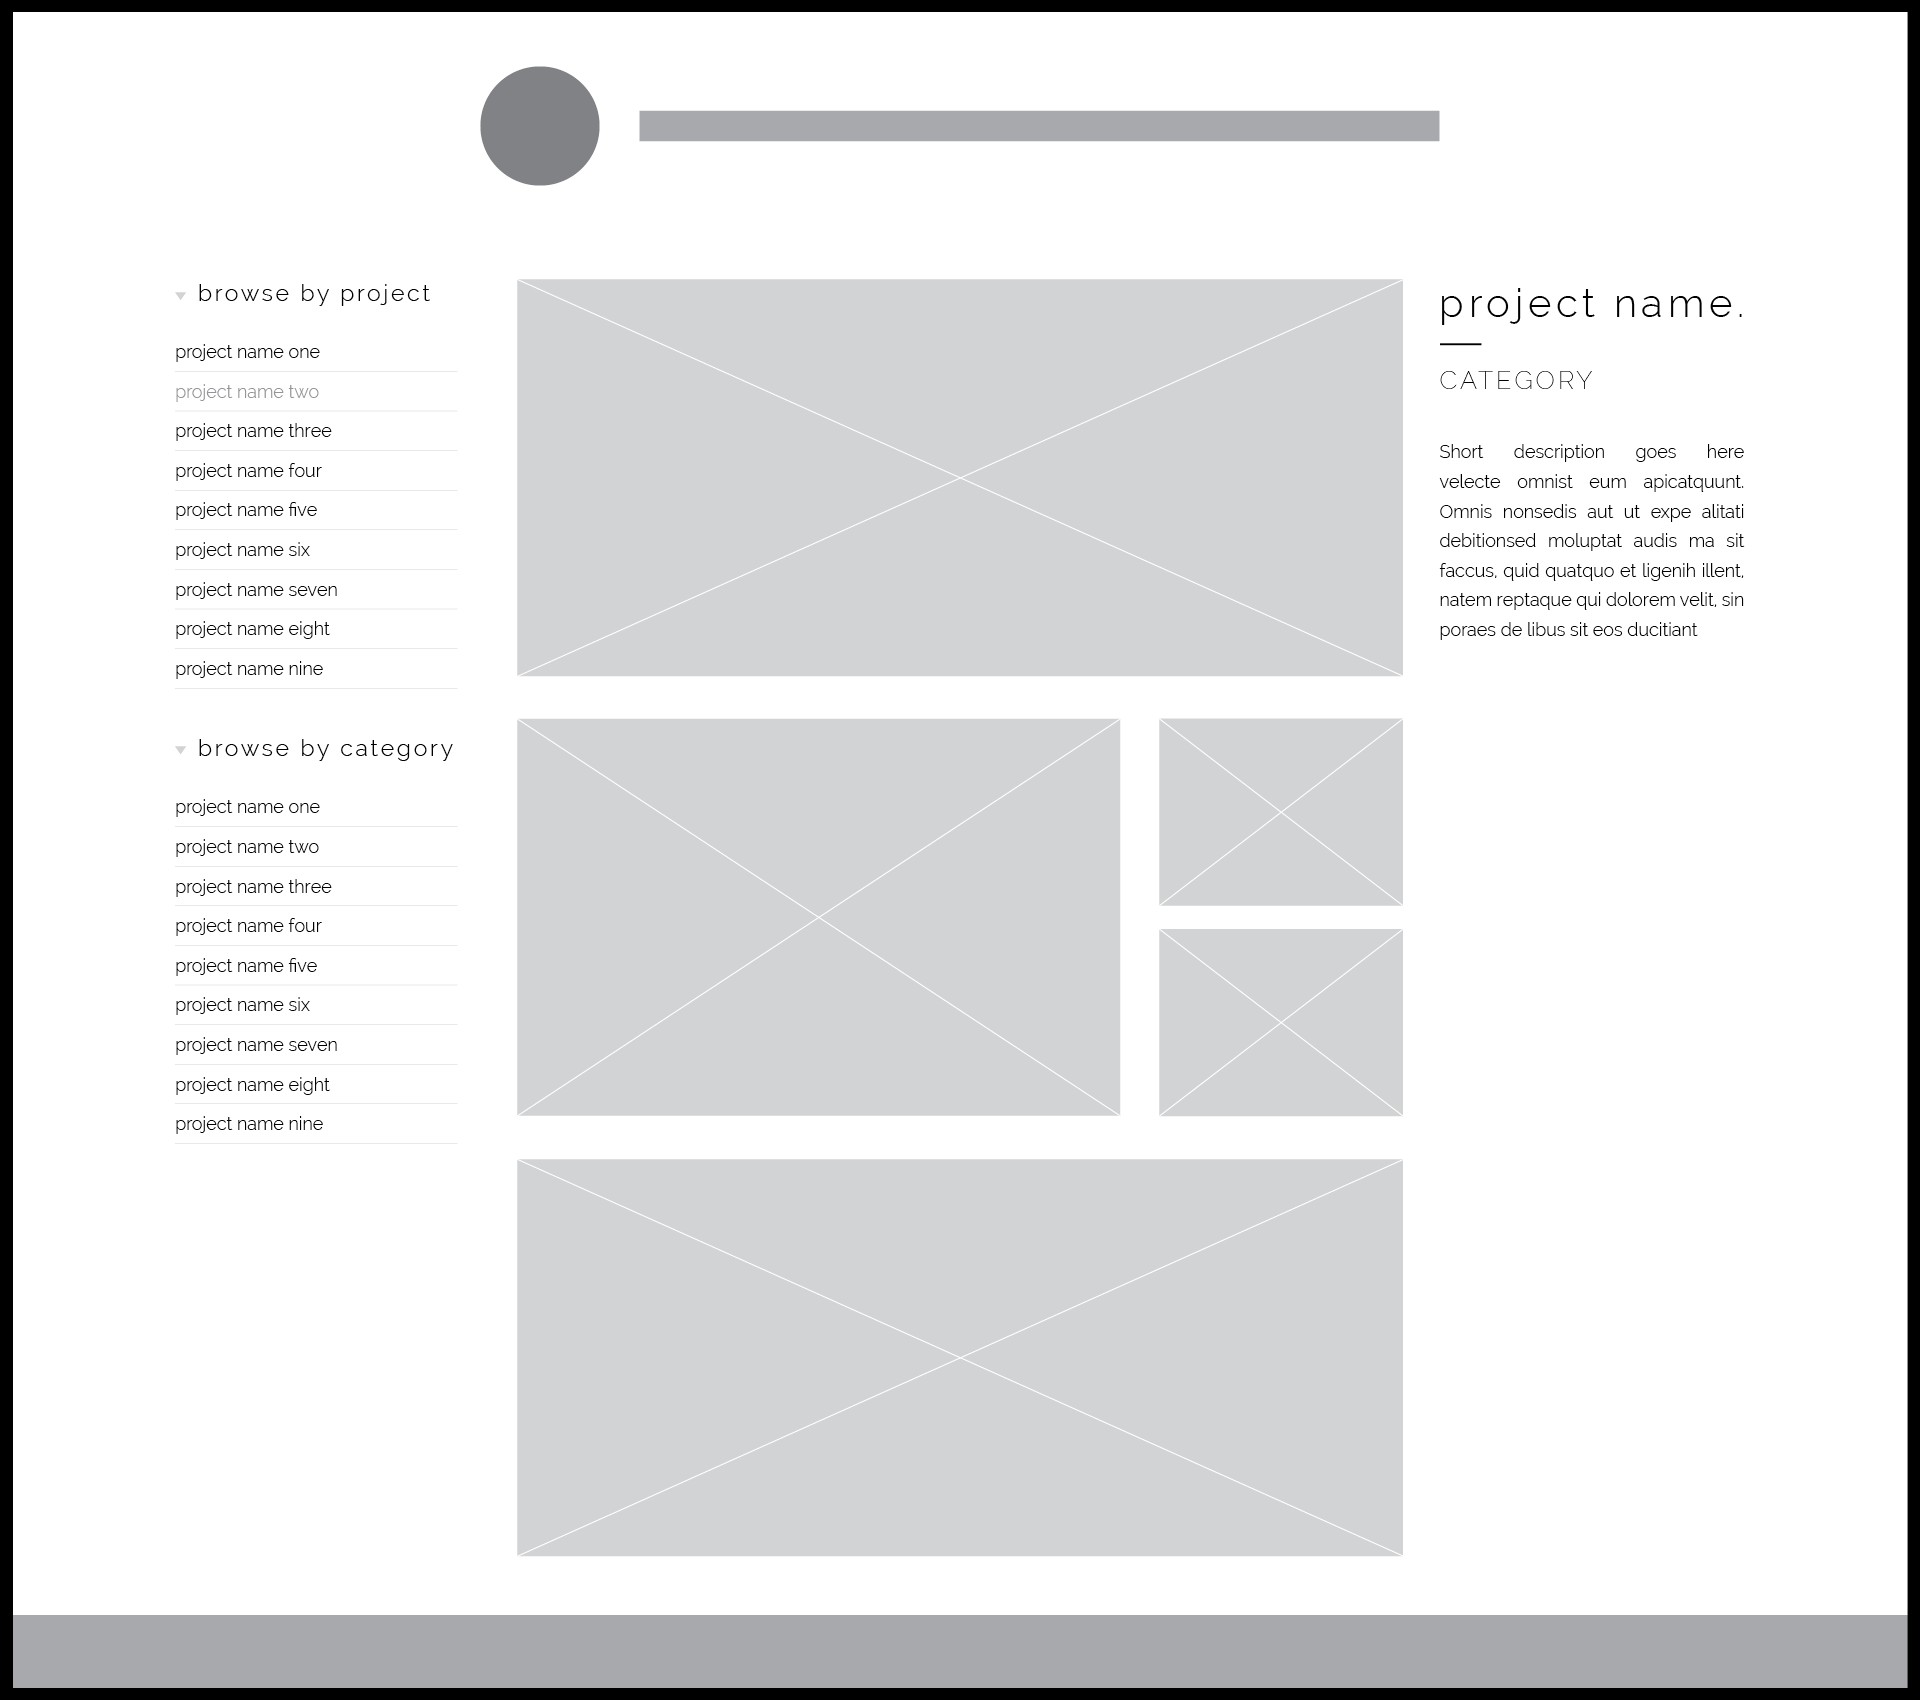 browse by project
project name one
project name two
project name three
project name four
project name five
project name six
project name seven
project name eight
project name nine
browse by category
project name one
project name two
project name three
project name four
project name five
project name six
project name seven
project name eight
project name nine
project name.
CATEGORY
Short description goes here
velecte omnist eum apicatquunt.
Omnis nonsedis aut ut expe alitati
debitionsed moluptat audis ma sit
faccus, quid quatquo et ligenih illent,
natem reptaque qui dolorem velit, sin
poraes de libus sit eos ducitiant